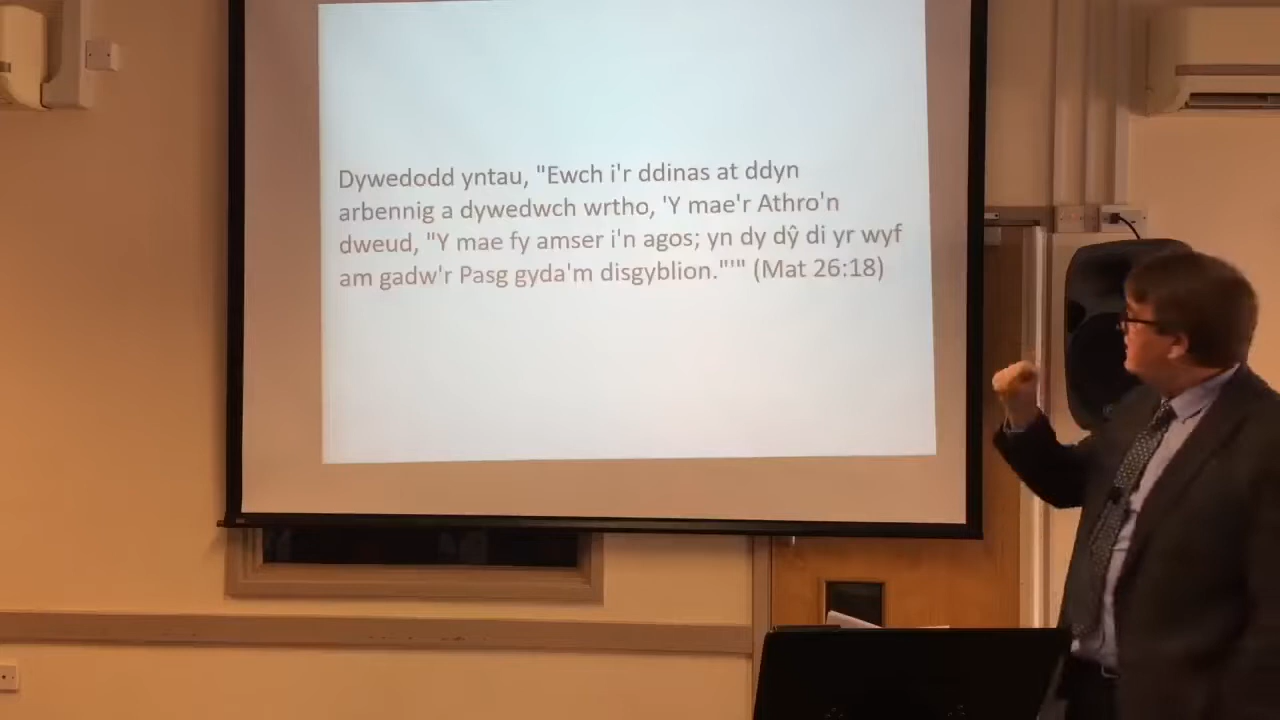 Dywedodd yntau, "Ewch i'r ddinas at ddyn
arbennig a dywedwch wrtho, 'Y mae'r Athro'n
dweud, "Y mae fy amser i'n agos; yn dy dŷ di yr wyf
am gadw'r Pasg gyda'm disgyblion."'" (Mat 26:18)